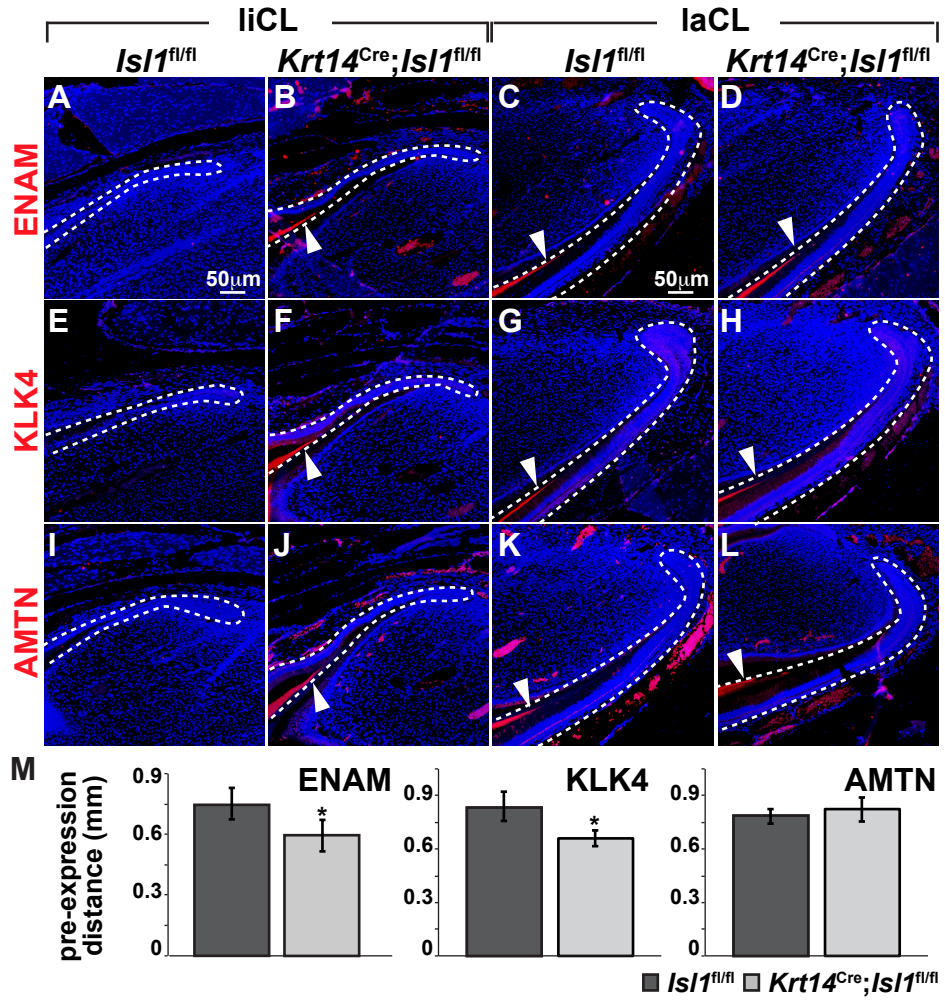 liCL laCL
Isl1fl/fl Krt14Cre;Isl1fl/fl Isl1fl/fl Krt14Cre;Isl1fl/fl
A B C D
ENAM
50μm 50μm
E F G H
KLK4
I J K L
AMTN
M
pre-expression
distance (mm)
ENAM KLK4 AMTN
0.9 0.9 0.9
* *
0.6 0.6 0.6
0.3 0.3 0.3
0 0 0
Isl1fl/fl Krt14Cre;Isl1fl/fl